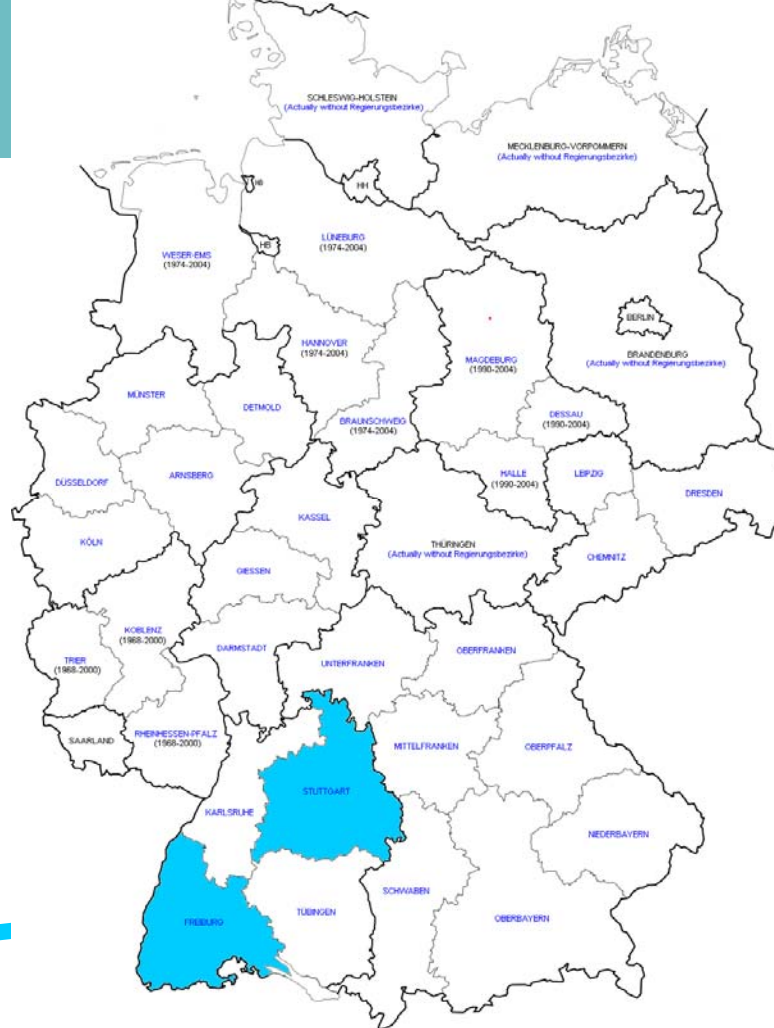 SCHLESWIG-HOLSTEIN
(Actually without Regierungsbezirke)
MECKLENBURG-VORPOMMERN
(Actually without Regierungsbezirke)
HB
HH
LÜNEBURG
(1974-2004)
HB
WESER-EMS
(1974-2004)
BERLIN
HANNOVER
(1974-2004)
MAGDEBURG
(1990-2004)
BRANDENBURG
(Actually without Regierungsbezirke)
MÜNSTER
DETMOLD
BRAUNSCHWEIG
(1974-2004)
DESSAU
(1990-2004)
DÜSSELDORF
ARNSBERG
HALLE
(1990-2004)
LEIPZIG
DRESDEN
KASSEL
KÖLN
THÜRINGEN
(Actually without Regierungsbezirke)
CHEMNITZ
GIESSEN
KOBLENZ
(1968-2000)
DARMSTADT
OBERFRANKEN
TRIER
(1968-2000)
UNTERFRANKEN
SAARLAND
RHEINHESSEN-PFALZ
(1968-2000)
MITTELFRANKEN
OBERPFALZ
STUTTGART
KARLSRUHE
NIEDERBAYERN
SCHWABEN
FREIBURG
TÜBINGEN
OBERBAYERN